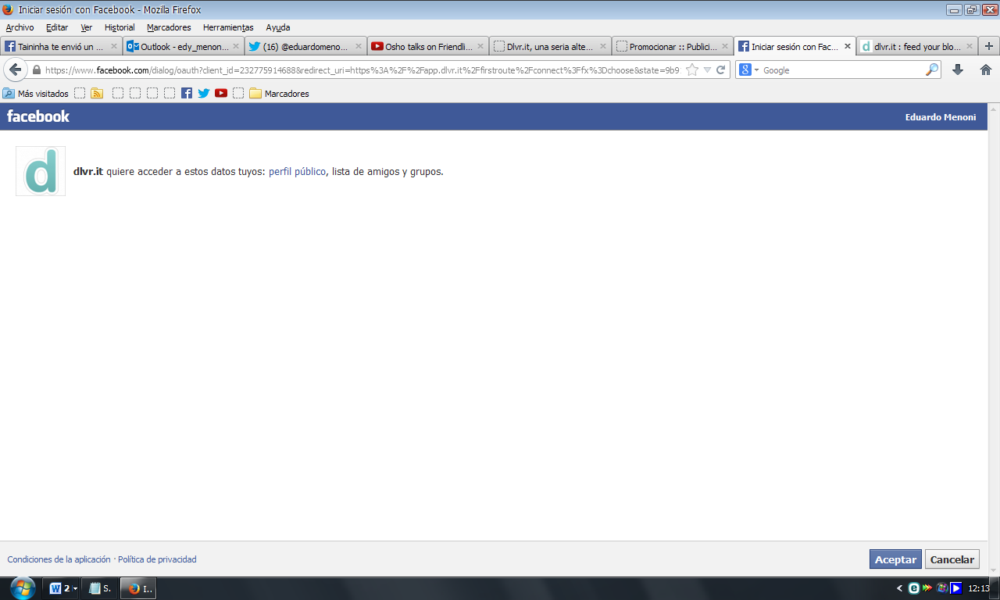 Iniciar sesión con Facebook - Mozilla Firefox
Archivo Editar Ver Historial Marcadores Herramientas Ayuda
Taininha te envió un ... Outlook - edy_menon... (16) @eduardomeno... Osho talks on Friendli... Dlvr.it, una seria alte... Promocionar :: Publici... Iniciar sesión con Fac... dlvr.it : feed your blo...
https://www.facebook.com/dialog/oauth?client_id=232775914688&redirect_uri=https%3A%2F%2Fapp.dlvr.it%2Ffirstroute%2Fconnect%3Ffx%3Dchoose&state=9b9 Google
Más visitados Marcadores
facebook Eduardo Menoni
d
dlvr.it quiere acceder a estos datos tuyos: perfil público, lista de amigos y grupos.
Condiciones de la aplicación · Política de privacidad Aceptar Cancelar
2 S. I.. 12:13